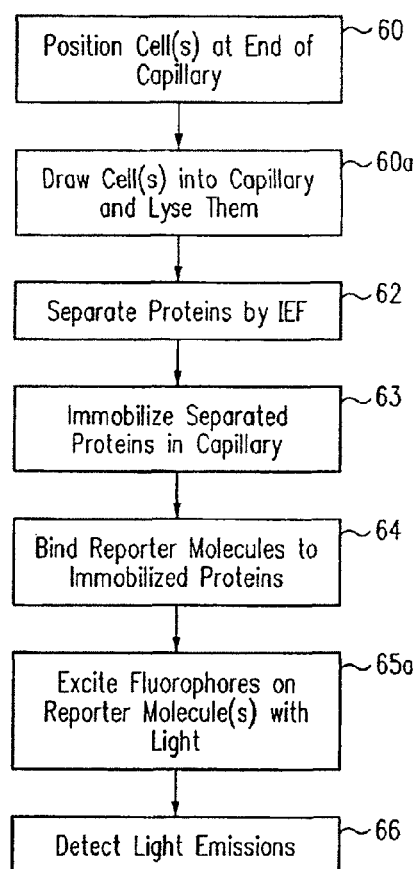 Position Cell(s) at End of
Capillary
60
Draw Cell(s) into Capillary
and Lyse Them
60a
Separate Proteins by IEF
62
Immobilize Separated
Proteins in Capillary
63
Bind Reporter Molecules to
Immobilized Proteins
64
Excite Fluorophores on
Reporter Molecule(s) with
Light
65a
Detect Light Emissions
66